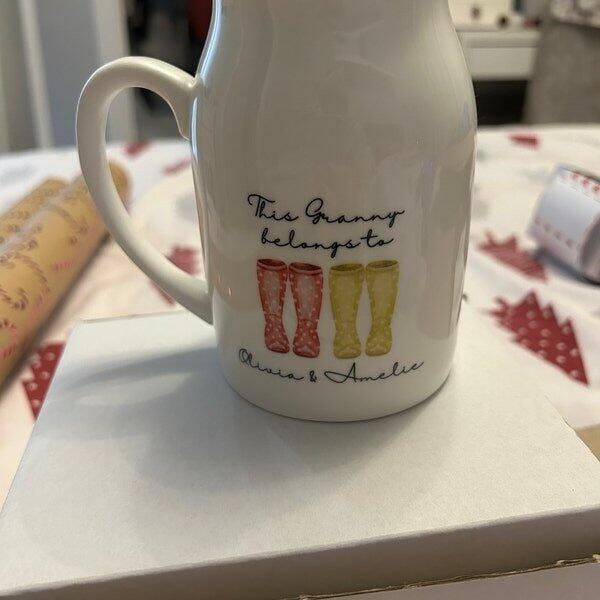 This Granny
belongs to
Olivia & Amelie